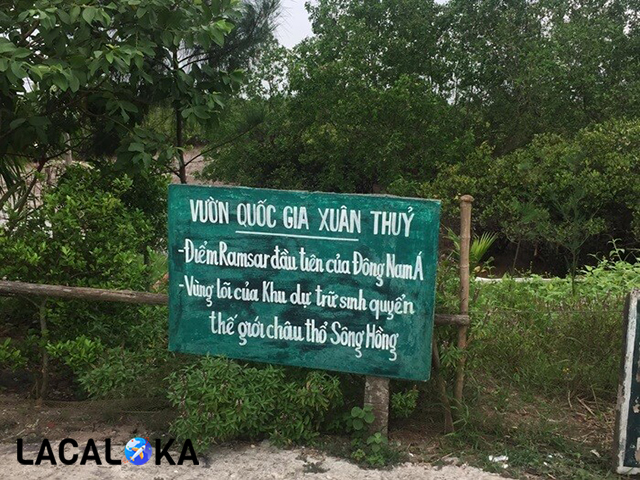 VƯỜN QUỐC GIA XUÂN THUỶ
-Điểm Ramsar đầu tiên của Đông Nam Á
-Vùng lõi của Khu dự trữ sinh quyển
thế giới châu thổ Sông Hồng
LACALOKA